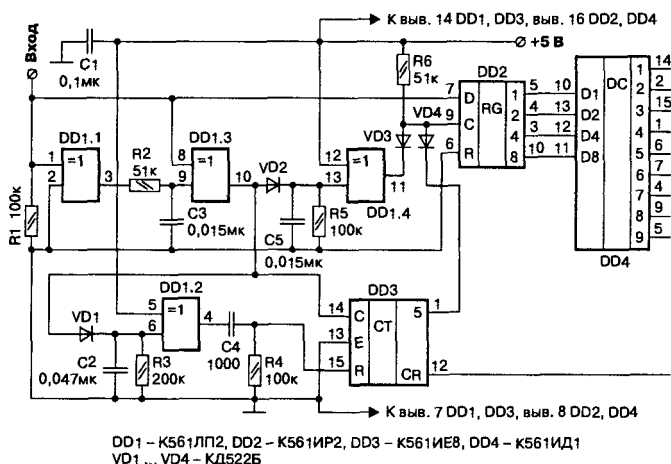 К выв. 14 DD1, DD3, выв. 16 DD2, DD4
Вход
C1
0,1мк
+5 В
R6
51к
DD2
DC
DD1.1
=1
1
2
3
R2
51к
DD1.3
=1
8
9
10
VD2
12
13
=1
11
DD1.4
VD3
VD4
7
9
6
D
C
R
RG
1
2
4
8
5
4
3
10
10
13
12
11
D1
D2
D4
D8
1
2
3
4
5
6
7
8
9
14
2
15
1
6
7
4
9
5
DD4
R1 100к
C3
0,015мк
C5
0,015мк
R5
100к
DD1.2
5
6
=1
4
VD1
C2
0,047мк
R3
200к
C4
1000
R4
100к
DD3
14
13
15
C
E
R
CT
5
CR
1
12
К выв. 7 DD1, DD3, выв. 8 DD2, DD4
DD1 – К561ЛП2, DD2 – К561ИР2, DD3 – К561ИЕ8, DD4 – К561ИД1
VD1 ... VD4 – КД522Б